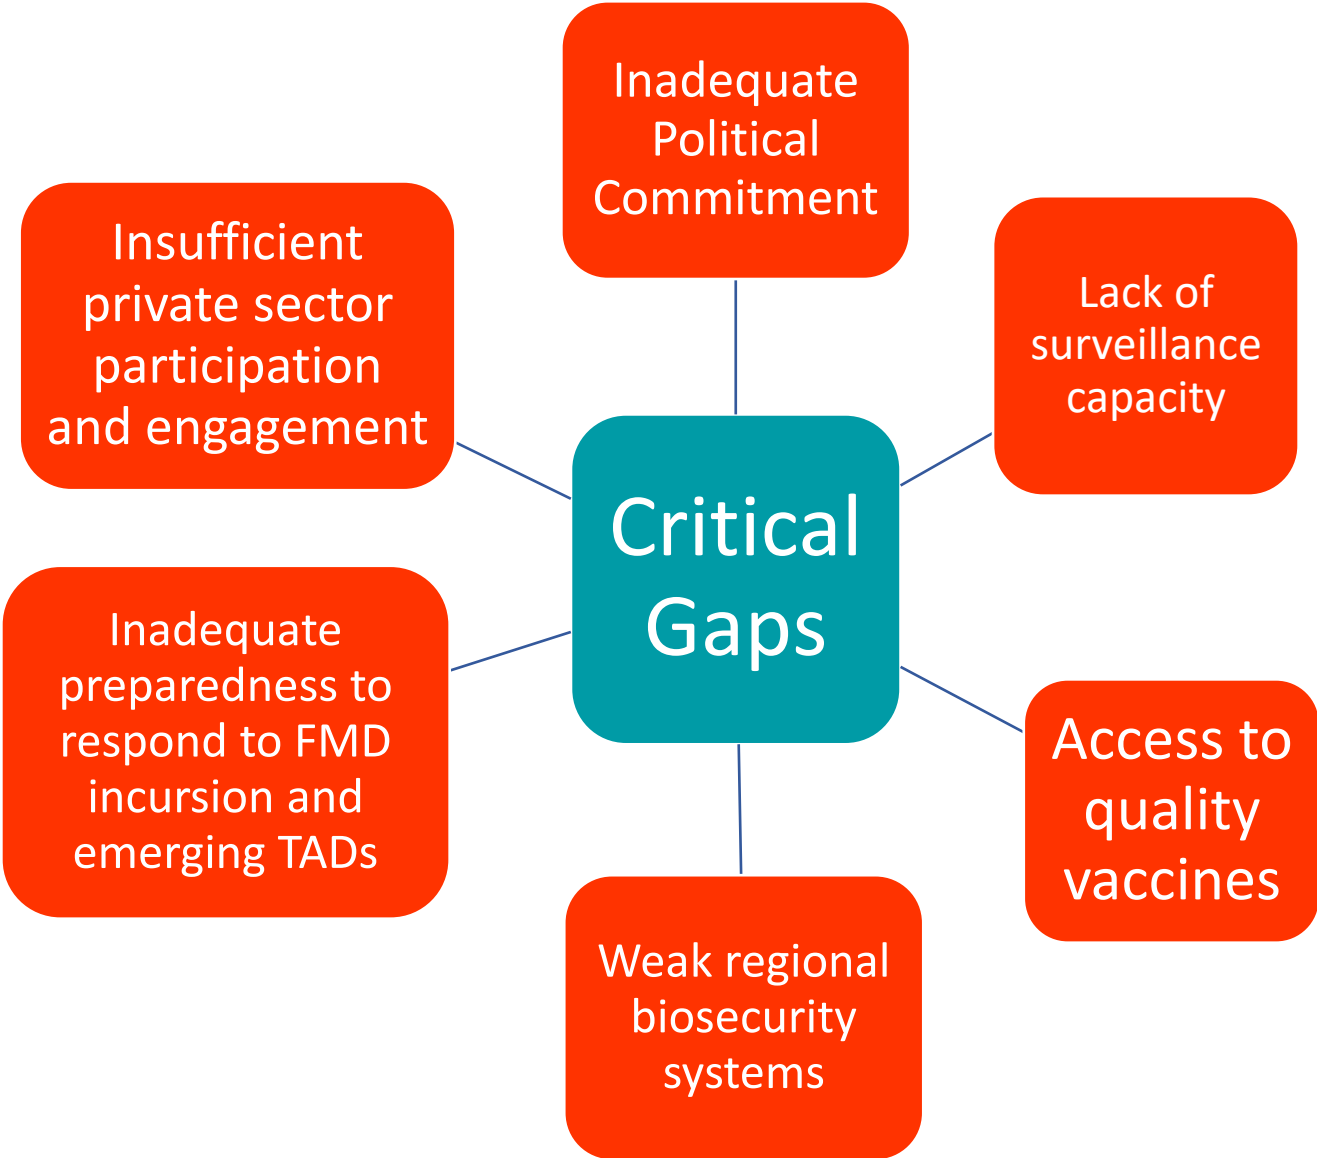 Inadequate
Political
Commitment
Insufficient
private sector
participation
and engagement
Lack of
surveillance
capacity
Critical
Gaps
Inadequate
preparedness to
respond to FMD
incursion and
emerging TADs
Access to
quality
vaccines
Weak regional
biosecurity
systems